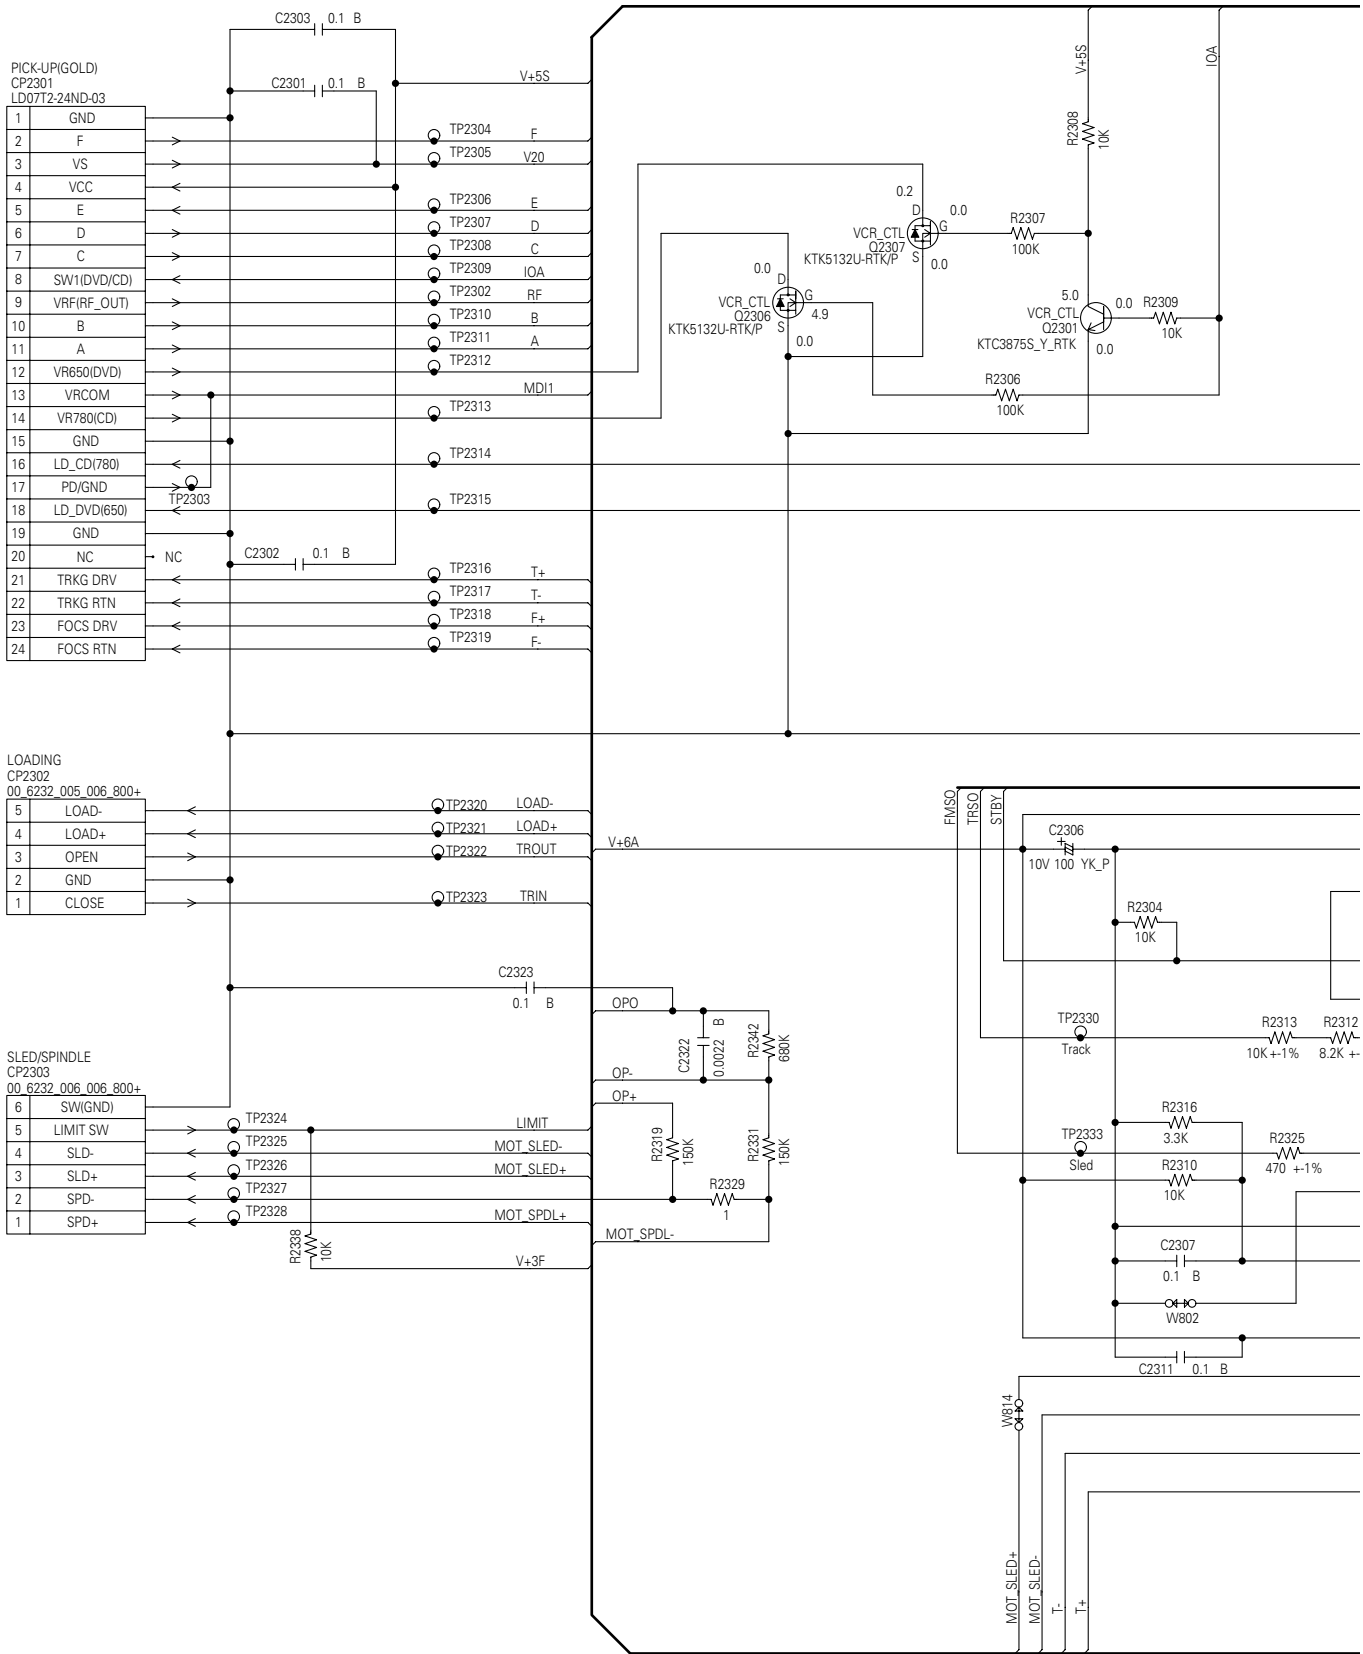 C2303 0.1 B
PICK-UP(GOLD)
CP2301
LD07T2-24ND-03
C2301 0.1 B
V+5S
1 GND
2 F TP2304 F
3 VS TP2305 V20
4 VCC
5 E TP2306 E
6 D TP2307 D
7 C TP2308 C
8 SW1(DVD/CD) TP2309 IOA
9 VRF(RF_OUT) TP2302 RF
10 B TP2310 B
11 A TP2311 A
12 VR650(DVD) TP2312
13 VRCOM MDI1
14 VR780(CD) TP2313
15 GND
16 LD_CD(780) TP2314
17 PD/GND TP2303
18 LD_DVD(650) TP2315
19 GND
20 NC NC
C2302 0.1 B
21 TRKG DRV TP2316 T+
22 TRKG RTN TP2317 T-
23 FOCS DRV TP2318 F+
24 FOCS RTN TP2319 F-
V+5S
IOA
R2308
10K
0.2
D
G
0.0
VCR_CTL
Q2307
KTK5132U-RTK/P
S
0.0
R2307
100K
0.0
D
G
4.9
VCR_CTL
Q2306
KTK5132U-RTK/P
S
0.0
5.0
VCR_CTL
Q2301
KTC3875S_Y_RTK
0.0
0.0
R2309
10K
R2306
100K
LOADING
CP2302
00_6232_005_006_800+
5 LOAD- TP2320 LOAD-
4 LOAD+ TP2321 LOAD+
3 OPEN TP2322 TROUT
2 GND
1 CLOSE TP2323 TRIN
V+6A
C2323
0.1 B
OPO
C2322
0.0022 B
R2342
680K
OP-
OP+
R2319
150K
R2331
150K
R2329
1
MOT_SPDL-
SLED/SPINDLE
CP2303
00_6232_006_006_800+
6 SW(GND)
5 LIMIT SW TP2324 LIMIT
4 SLD- TP2325 MOT_SLED-
3 SLD+ TP2326 MOT_SLED+
2 SPD- TP2327
1 SPD+ TP2328 MOT_SPDL+
R2338
10K
V+3F
FMSO
TRSO
STBY
C2306
+
10V 100 YK_P
R2304
10K
TP2330
Track
R2313
10K +-1%
R2312
8.2K +-
R2316
3.3K
TP2333
Sled
R2325
470 +-1%
R2310
10K
C2307
0.1 B
W802
C2311 0.1 B
W814
MOT_SLED+
MOT_SLED-
T-
T+